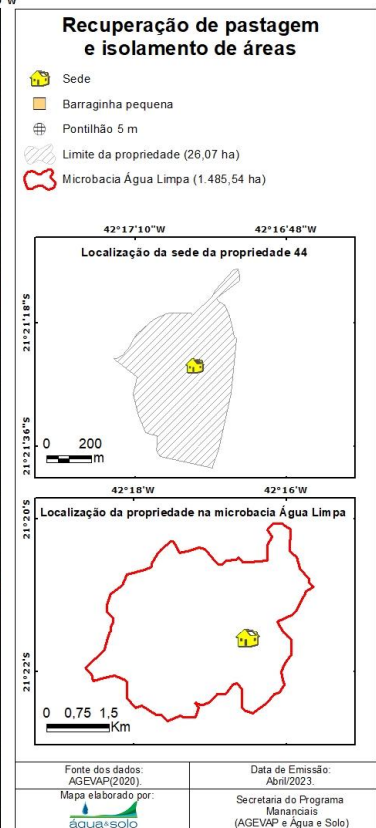 Recuperação de pastagem
e isolamento de áreas
Sede
Barraginha pequena
Pontilhão 5 m
Limite da propriedade (26,07 ha)
Microbacia Água Limpa (1.485,54 ha)
42°17'10"W 42°16'48"W
Localização da sede da propriedade 44
21°21'18"S
21°21'36"S
0 200
m
42°18'W 42°16'W
Localização da propriedade na microbacia Água Limpa
21°20'S
21°22'S
0 0,75 1,5
Km
Fonte dos dados:
AGEVAP(2020).
Data de Emissão:
Abril/2023.
Mapa elaborado por:
água e solo
Secretaria do Programa
Mananciais
(AGEVAP e Água e Solo)